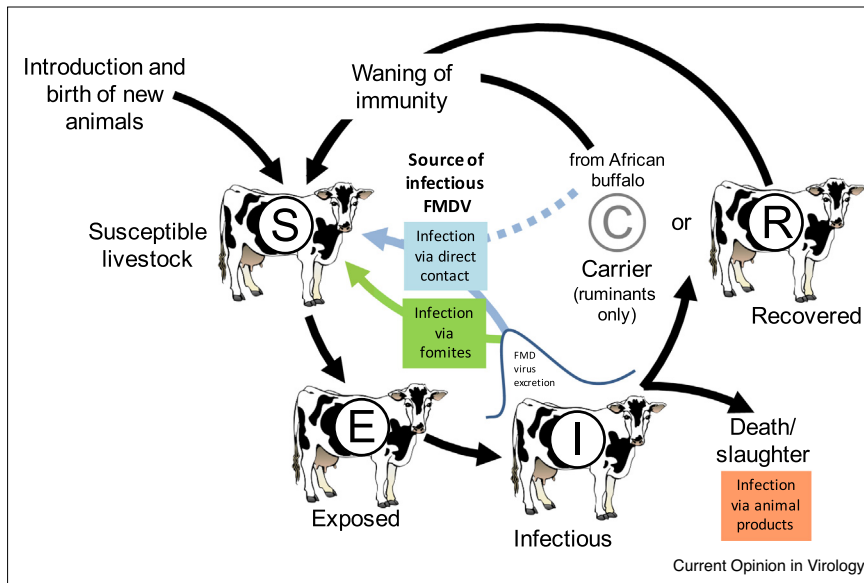 Introduction and
birth of new
animals
Waning of
immunity
Source of
infectious
FMDV
from African
buffalo
S
C
or
R
Susceptible
livestock
Infection
via direct
contact
Carrier
(ruminants
only)
Recovered
Infection
via
fomites
FMD
virus
excretion
E
I
Death/
slaughter
Infection
via animal
products
Exposed
Infectious
Current Opinion in Virology